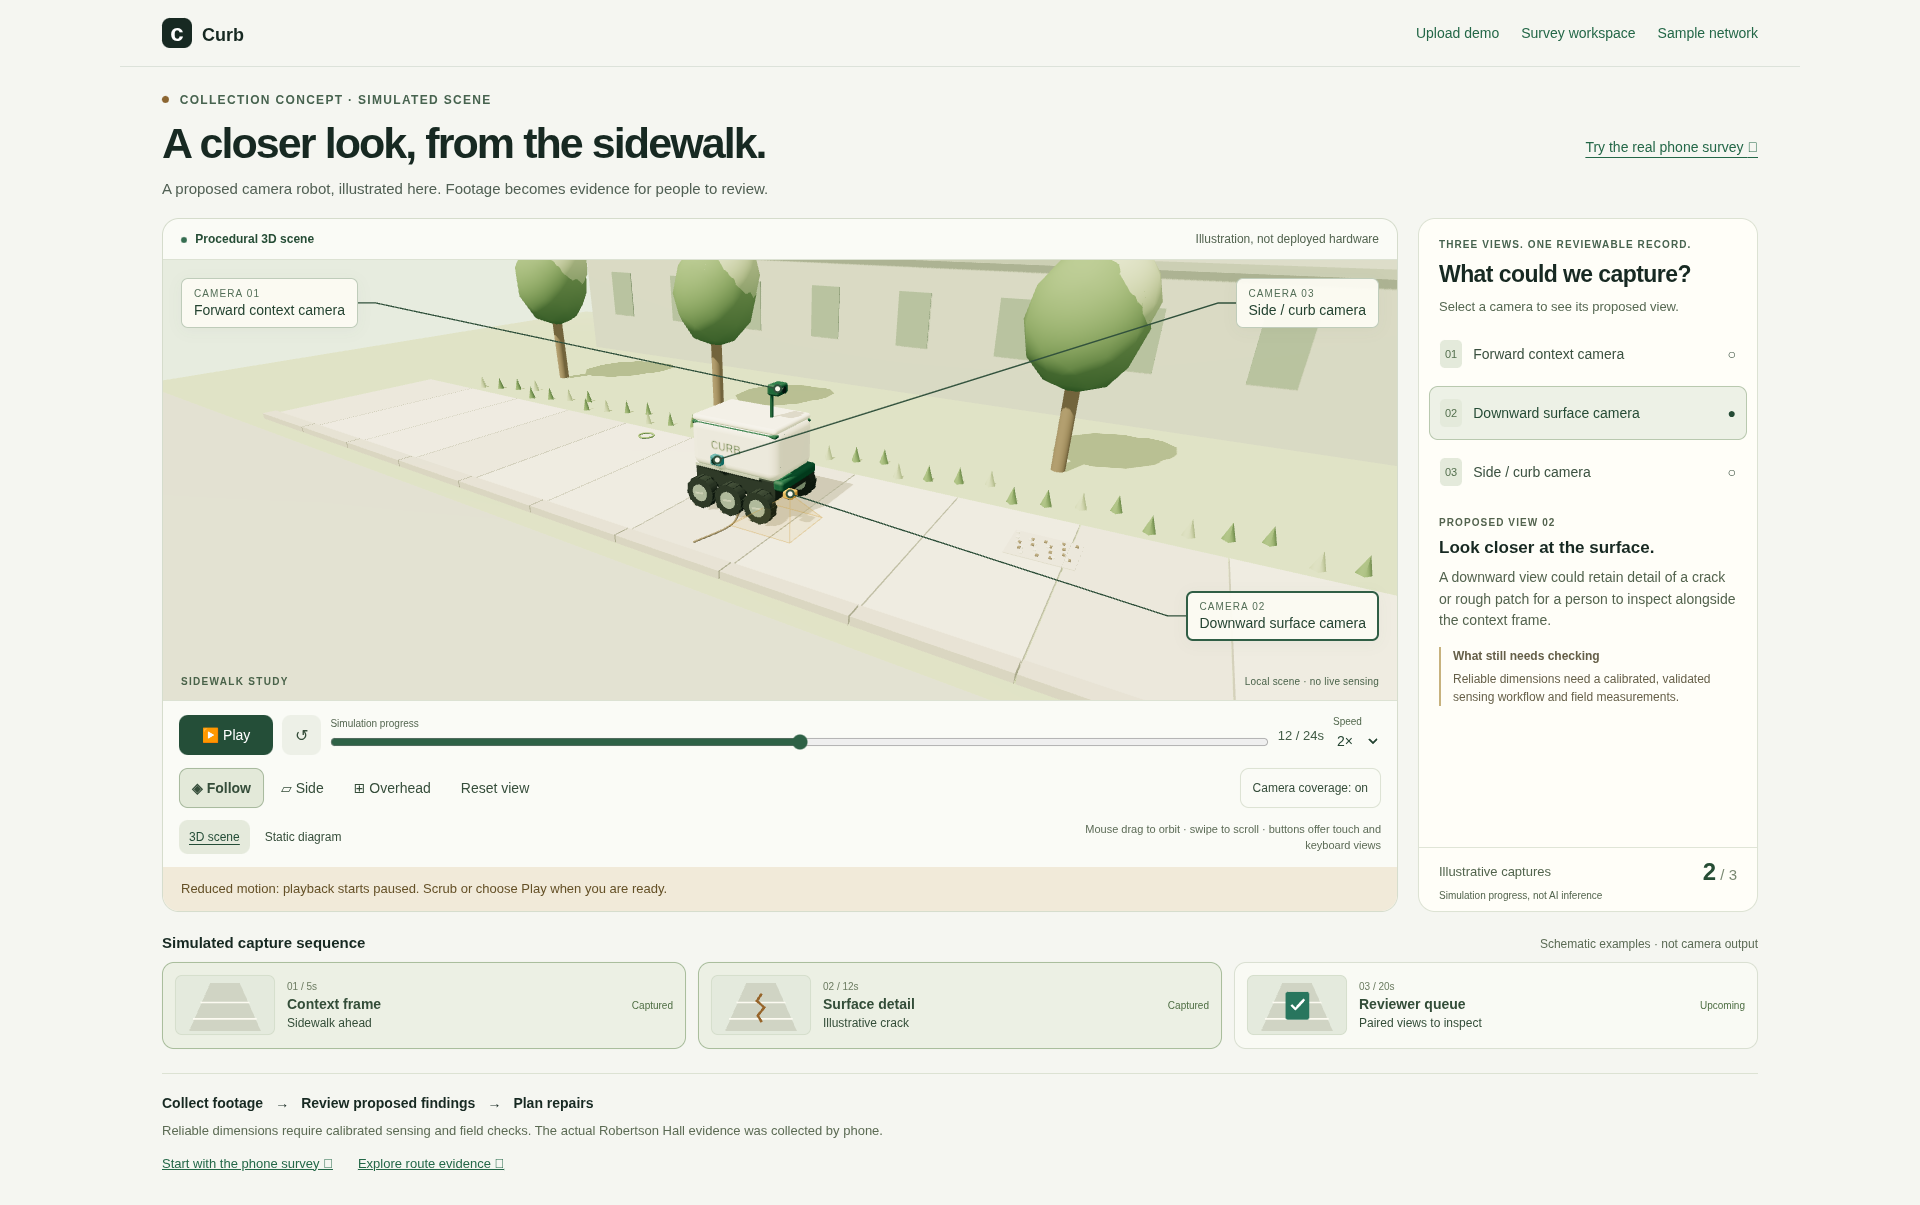 C Curb
Upload demo
Survey workspace
Sample network
COLLECTION CONCEPT · SIMULATED SCENE
A closer look, from the sidewalk.
Try the real phone survey
A proposed camera robot, illustrated here. Footage becomes evidence for people to review.
Procedural 3D scene
Illustration, not deployed hardware
CAMERA 01
Forward context camera
CAMERA 03
Side / curb camera
CURB
CAMERA 02
Downward surface camera
SIDEWALK STUDY
Local scene · no live sensing
Play
↺
Simulation progress
12 / 24s
Speed
2×
◈ Follow
▱ Side
⊞ Overhead
Reset view
Camera coverage: on
3D scene
Static diagram
Mouse drag to orbit · swipe to scroll · buttons offer touch and
keyboard views
Reduced motion: playback starts paused. Scrub or choose Play when you are ready.
THREE VIEWS. ONE REVIEWABLE RECORD.
What could we capture?
Select a camera to see its proposed view.
01 Forward context camera ○
02 Downward surface camera ●
03 Side / curb camera ○
PROPOSED VIEW 02
Look closer at the surface.
A downward view could retain detail of a crack
or rough patch for a person to inspect alongside
the context frame.
What still needs checking
Reliable dimensions need a calibrated, validated
sensing workflow and field measurements.
Illustrative captures
2 / 3
Simulation progress, not AI inference
Simulated capture sequence
Schematic examples · not camera output
01 / 5s
Context frame
Sidewalk ahead
Captured
02 / 12s
Surface detail
Illustrative crack
Captured
03 / 20s
Reviewer queue
Paired views to inspect
Upcoming
Collect footage → Review proposed findings → Plan repairs
Reliable dimensions require calibrated sensing and field checks. The actual Robertson Hall evidence was collected by phone.
Start with the phone survey
Explore route evidence